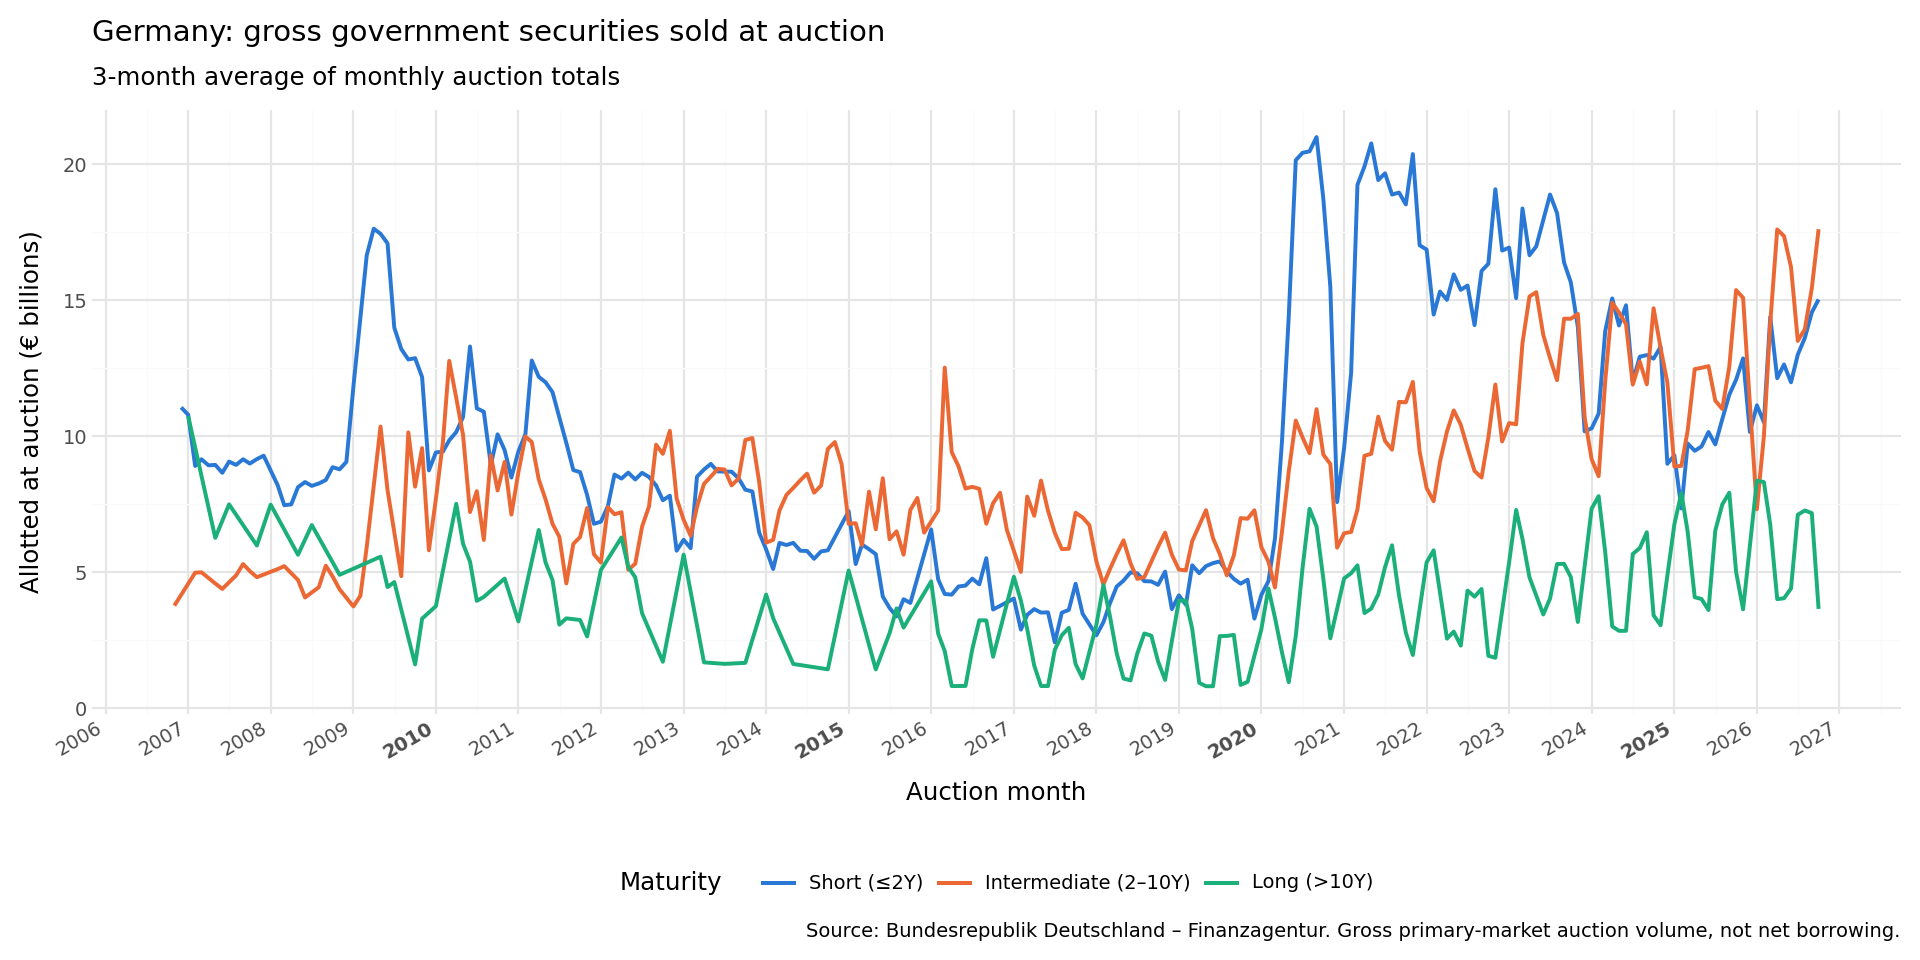 Germany: gross government securities sold at auction
3-month average of monthly auction totals
Allotted at auction (€ billions)
20
15
10
5
0
2006 2007 2008 2009 2010 2011 2012 2013 2014 2015 2016 2017 2018 2019 2020 2021 2022 2023 2024 2025 2026 2027
Auction month
Maturity Short (≤2Y) Intermediate (2–10Y) Long (>10Y)
Source: Bundesrepublik Deutschland – Finanzagentur. Gross primary-market auction volume, not net borrowing.